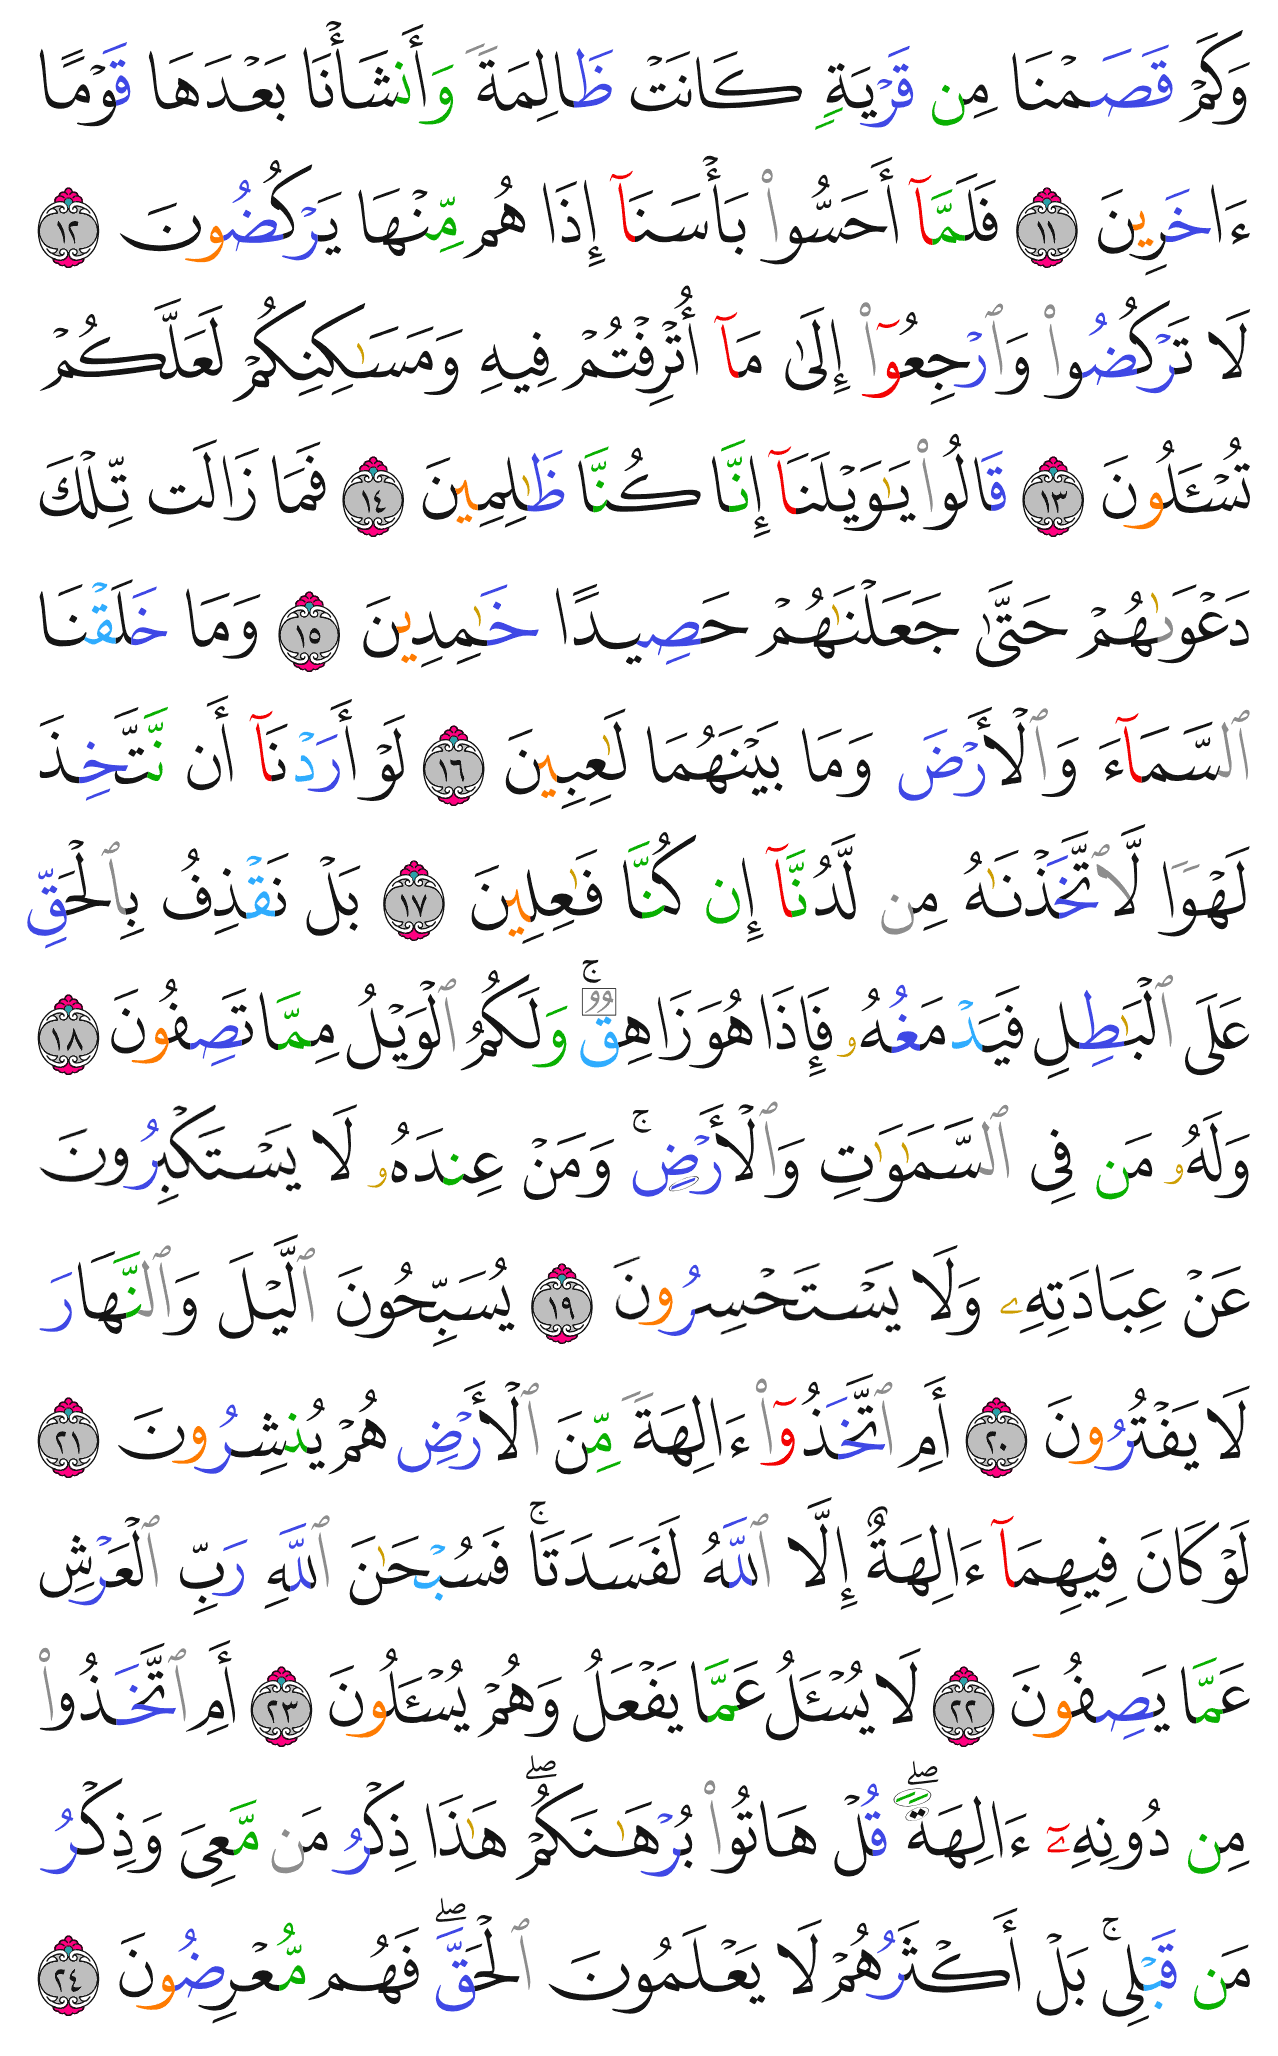 وَكَمۡ قَصَمۡنَا مِن قَرۡيَةٖ كَانَتۡ ظَالِمَةٗ وَأَنشَأۡنَا بَعۡدَهَا قَوۡمًا
ءَاخَرِينَ ١١ فَلَمَّآ أَحَسُّواْ بَأۡسَنَآ إِذَا هُم مِّنۡهَا يَرۡكُضُونَ ١٢
لَا تَرۡكُضُواْ وَٱرۡجِعُوٓاْ إِلَىٰ مَآ أُتۡرِفۡتُمۡ فِيهِ وَمَسَٰكِنِكُمۡ لَعَلَّكُمۡ
تُسۡـَٔلُونَ ١٣ قَالُواْ يَٰوَيۡلَنَآ إِنَّا كُنَّا ظَٰلِمِينَ ١٤ فَمَا زَالَت تِّلۡكَ
دَعۡوَىٰهُمۡ حَتَّىٰ جَعَلۡنَٰهُمۡ حَصِيدًا خَٰمِدِينَ ١٥ وَمَا خَلَقۡنَا
ٱلسَّمَآءَ وَٱلۡأَرۡضَ وَمَا بَيۡنَهُمَا لَٰعِبِينَ ١٦ لَوۡ أَرَدۡنَآ أَن نَّتَّخِذَ
لَهۡوٗا لَّٱتَّخَذۡنَٰهُ مِن لَّدُنَّآ إِن كُنَّا فَٰعِلِينَ ١٧ بَلۡ نَقۡذِفُ بِٱلۡحَقِّ
عَلَى ٱلۡبَٰطِلِ فَيَدۡمَغُهُۥ فَإِذَا هُوَ زَاهِقٞۚ وَلَكُمُ ٱلۡوَيۡلُ مِمَّا تَصِفُونَ ١٨
وَلَهُۥ مَن فِي ٱلسَّمَٰوَٰتِ وَٱلۡأَرۡضِۚ وَمَنۡ عِندَهُۥ لَا يَسۡتَكۡبِرُونَ
عَنۡ عِبَادَتِهِۦ وَلَا يَسۡتَحۡسِرُونَ ١٩ يُسَبِّحُونَ ٱلَّيۡلَ وَٱلنَّهَارَ
لَا يَفۡتُرُونَ ٢٠ أَمِ ٱتَّخَذُوٓاْ ءَالِهَةٗ مِّنَ ٱلۡأَرۡضِ هُمۡ يُنشِرُونَ ٢١
لَوۡ كَانَ فِيهِمَآ ءَالِهَةٌ إِلَّا ٱللَّهُ لَفَسَدَتَاۚ فَسُبۡحَٰنَ ٱللَّهِ رَبِّ ٱلۡعَرۡشِ
عَمَّا يَصِفُونَ ٢٢ لَا يُسۡـَٔلُ عَمَّا يَفۡعَلُ وَهُمۡ يُسۡـَٔلُونَ ٢٣ أَمِ ٱتَّخَذُواْ
مِن دُونِهِۦٓ ءَالِهَةٗۖ قُلۡ هَاتُواْ بُرۡهَٰنَكُمۡۖ هَٰذَا ذِكۡرُ مَن مَّعِيَ وَذِكۡرُ
مَن قَبۡلِيۚ بَلۡ أَكۡثَرُهُمۡ لَا يَعۡلَمُونَ ٱلۡحَقَّۖ فَهُم مُّعۡرِضُونَ ٢٤